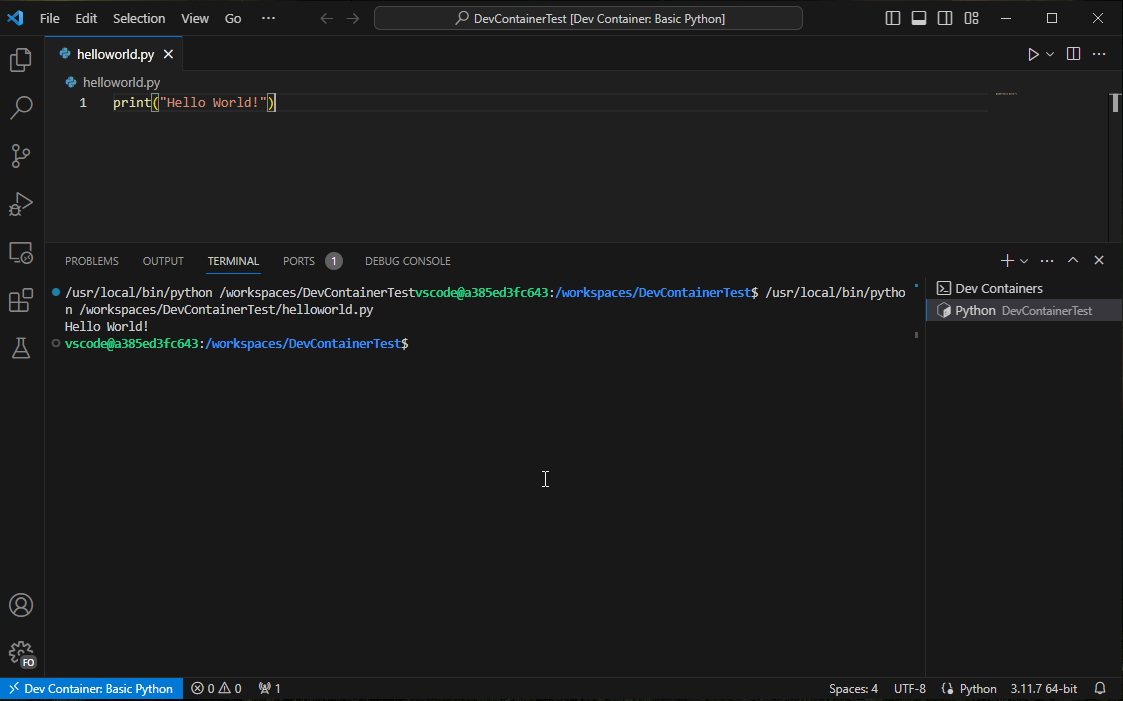 File Edit Selection View Go ··· DevContainerTest [Dev Container: Basic Python]
helloworld.py
helloworld.py
1 print("Hello World!")
PROBLEMS OUTPUT TERMINAL PORTS 1 DEBUG CONSOLE
/usr/local/bin/python /workspaces/DevContainerTestvscode@a385ed3fc643:/workspaces/DevContainerTest$ /usr/local/bin/pytho
n /workspaces/DevContainerTest/helloworld.py
Hello World!
vscode@a385ed3fc643:/workspaces/DevContainerTest$
Dev Containers
Python DevContainerTest
FO
Dev Container: Basic Python 0 0 1 Spaces: 4 UTF-8 Python 3.11.7 64-bit